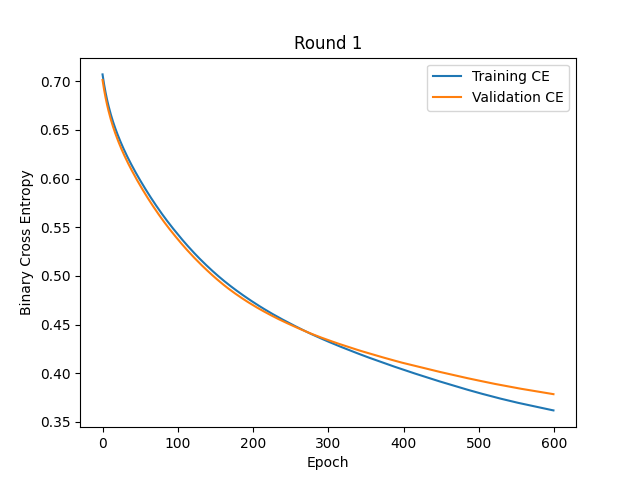 Round 1
Training CE
Validation CE
Binary Cross Entropy
0.70
0.65
0.60
0.55
0.50
0.45
0.40
0.35
0 100 200 300 400 500 600
Epoch